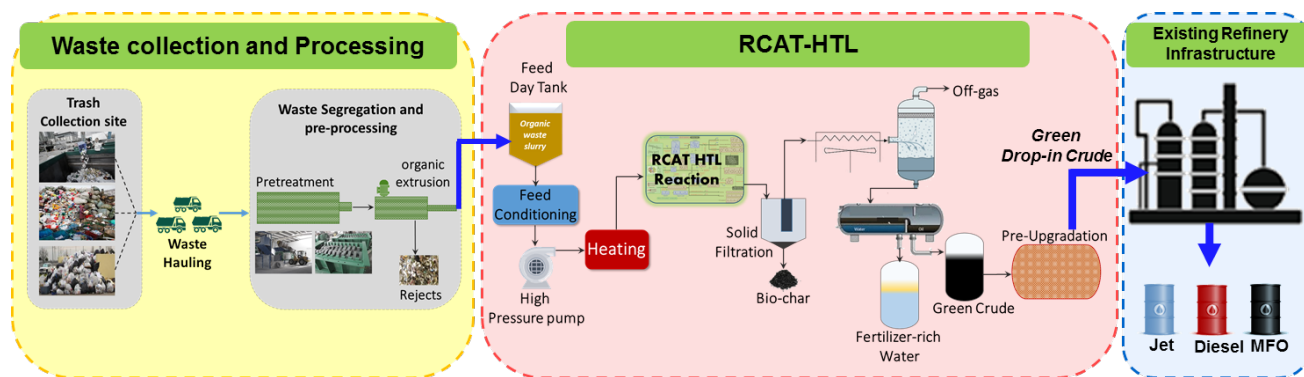 Waste collection and Processing
Trash
Collection site
Waste
Hauling
Waste Segregation and
pre-processing
Pretreatment
organic
extrusion
Rejects
RCAT-HTL
Feed
Day Tank
Organic
waste
slurry
Feed
Conditioning
High
Pressure pump
Heating
RCAT HTL
Reaction
Solid
Filtration
Bio-char
Off-gas
Water
Oil
Fertilizer-rich
Water
Green Crude
Pre-Upgradation
Green
Drop-in Crude
Existing Refinery
Infrastructure
Jet
Diesel
MFO